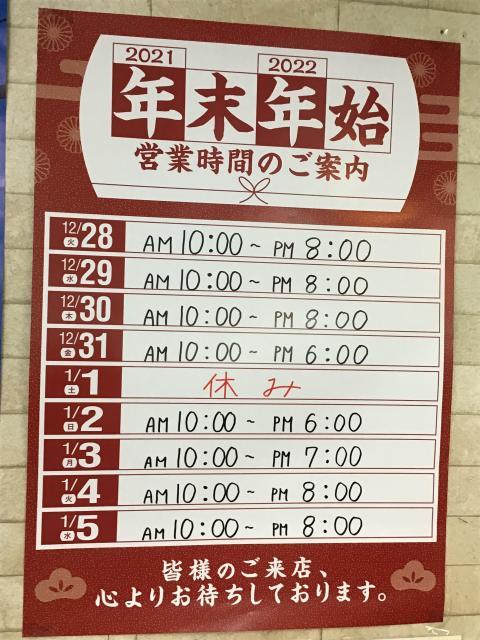 2021 2022
年末年始
営業時間のご案内
12/28 火 AM 10:00~ PM 8:00
12/29 水 AM 10:00~ PM 8:00
12/30 木 AM 10:00~ PM 8:00
12/31 金 AM 10:00~ PM 6:00
1/1 土 休み
1/2 日 AM 10:00~ PM 6:00
1/3 月 AM 10:00~ PM 7:00
1/4 火 AM 10:00~ PM 8:00
1/5 水 AM 10:00~ PM 8:00
皆様のご来店、
心よりお待ちしております。